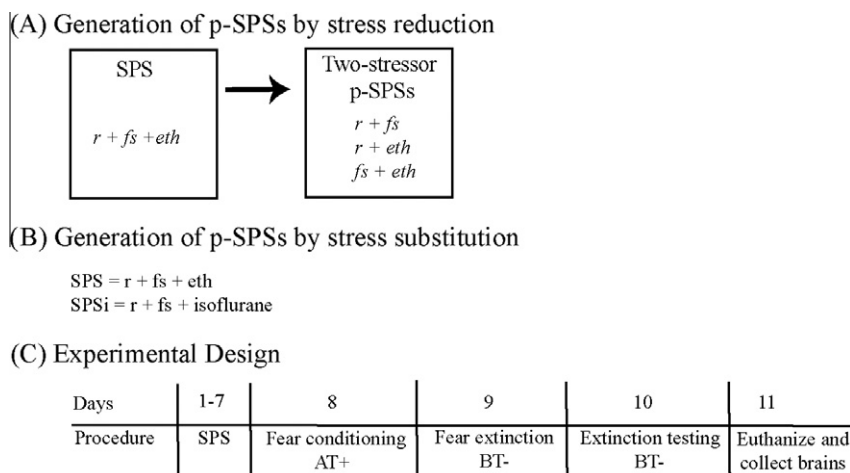 (A) Generation of p-SPSs by stress reduction
SPS
r + fs +eth
Two-stressor
p-SPSs
r + fs
r + eth
fs + eth
(B) Generation of p-SPSs by stress substitution
SPS = r + fs + eth
SPSi = r + fs + isoflurane
(C) Experimental Design
Days 1-7 8 9 10 11
Procedure SPS Fear conditioning Fear extinction Extinction testing Euthanize and
AT+ BT- BT- collect brains